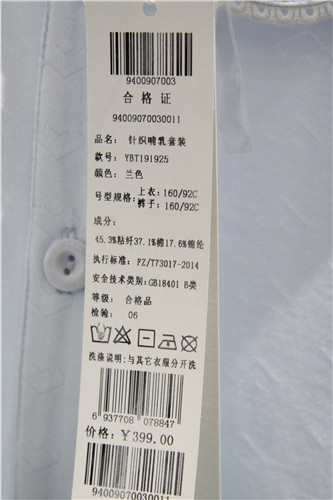 9400907003
合格证
94009070030011
品名: 针织哺乳套装
款号: YBT191925
颜色: 兰色
号型规格: 上衣: 160/92C
裤子: 160/92C
成分:
45.3%粘纤37.1%棉17.6%锦纶
执行标准: FZ/T73017-2014
安全技术类别: GB18401 B类
等级: 合格品
检验: 06
洗涤说明: 与其它衣服分开洗
6 937708 078847
价格: ¥399.00
94009070030011